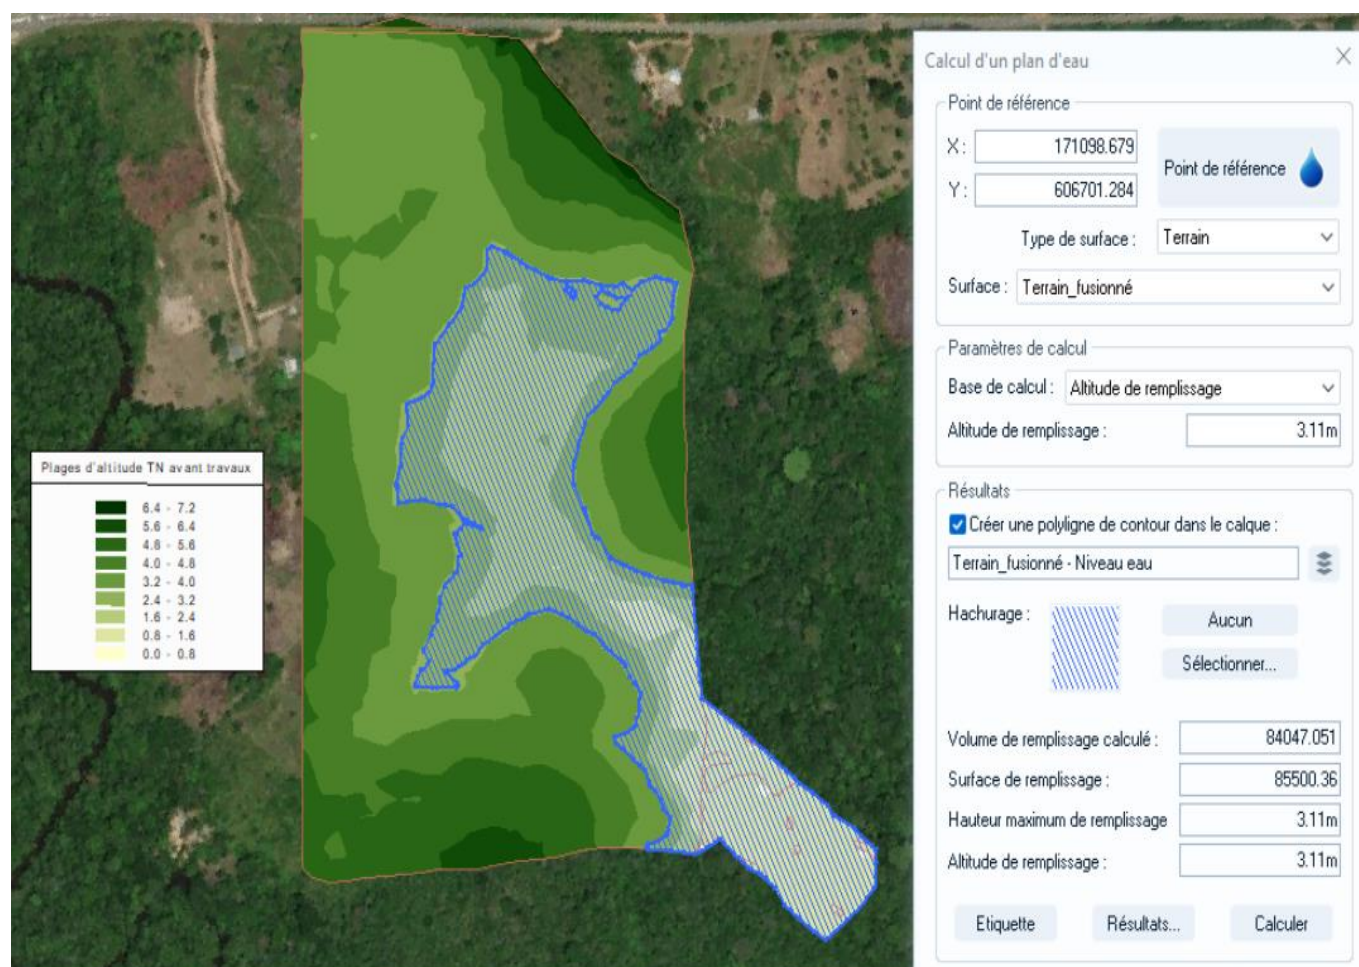 Calcul d'un plan d'eau
Point de référence
X : 171098.679
Y : 606701.284
Point de référence
Type de surface : Terrain
Surface : Terrain_fusionné
Paramètres de calcul
Base de calcul : Altitude de remplissage
Altitude de remplissage : 3.11m
Plages d'altitude TN avant travaux
6.4 - 7.2
5.6 - 6.4
4.8 - 5.6
4.0 - 4.8
3.2 - 4.0
2.4 - 3.2
1.6 - 2.4
0.8 - 1.6
0.0 - 0.8
Résultats
Créer une polyligne de contour dans le calque :
Terrain_fusionné - Niveau eau
Hachurage :
Aucun
Sélectionner...
Volume de remplissage calculé : 84047.051
Surface de remplissage : 85500.36
Hauteur maximum de remplissage 3.11m
Altitude de remplissage : 3.11m
Etiquette Résultats... Calculer